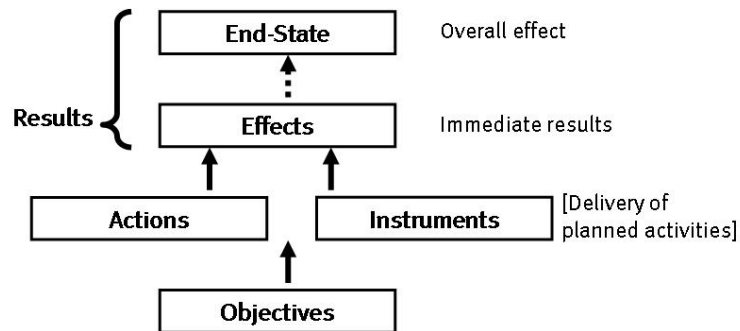 End-State
Overall effect
Results
Effects
Immediate results
Actions
Instruments
[Delivery of
planned activities]
Objectives